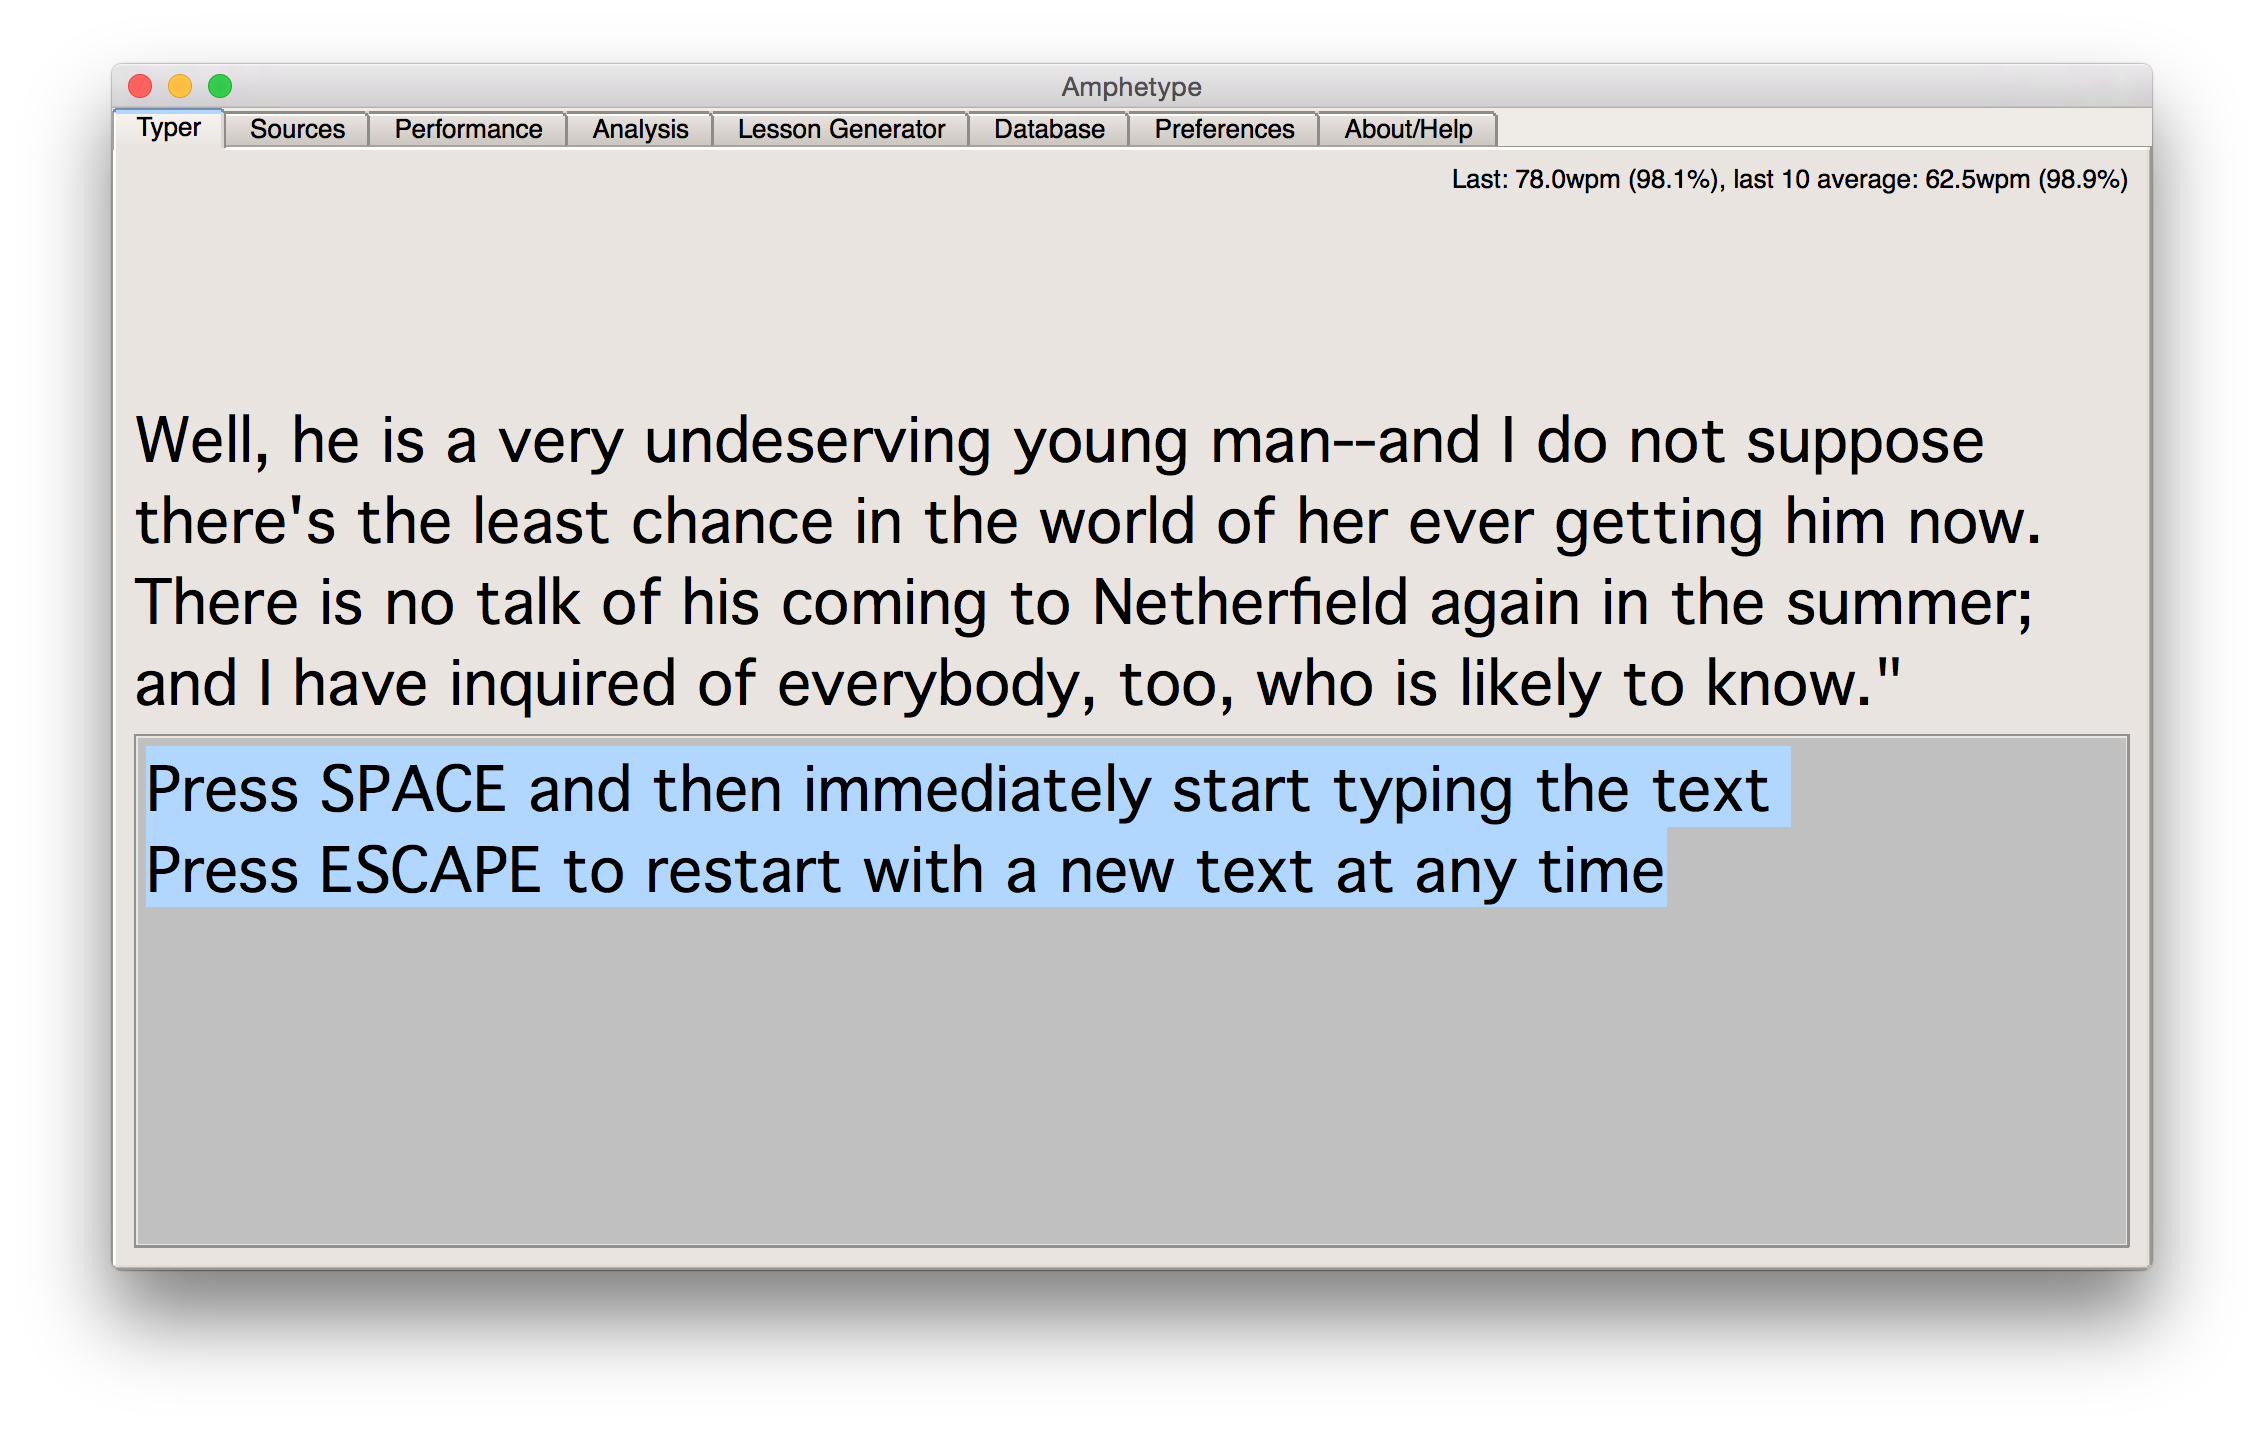 Amphetype
Typer Sources Performance Analysis Lesson Generator Database Preferences About/Help
Last: 78.0wpm (98.1%), last 10 average: 62.5wpm (98.9%)
Well, he is a very undeserving young man--and I do not suppose
there's the least chance in the world of her ever getting him now.
There is no talk of his coming to Netherfield again in the summer;
and I have inquired of everybody, too, who is likely to know."
Press SPACE and then immediately start typing the text
Press ESCAPE to restart with a new text at any time